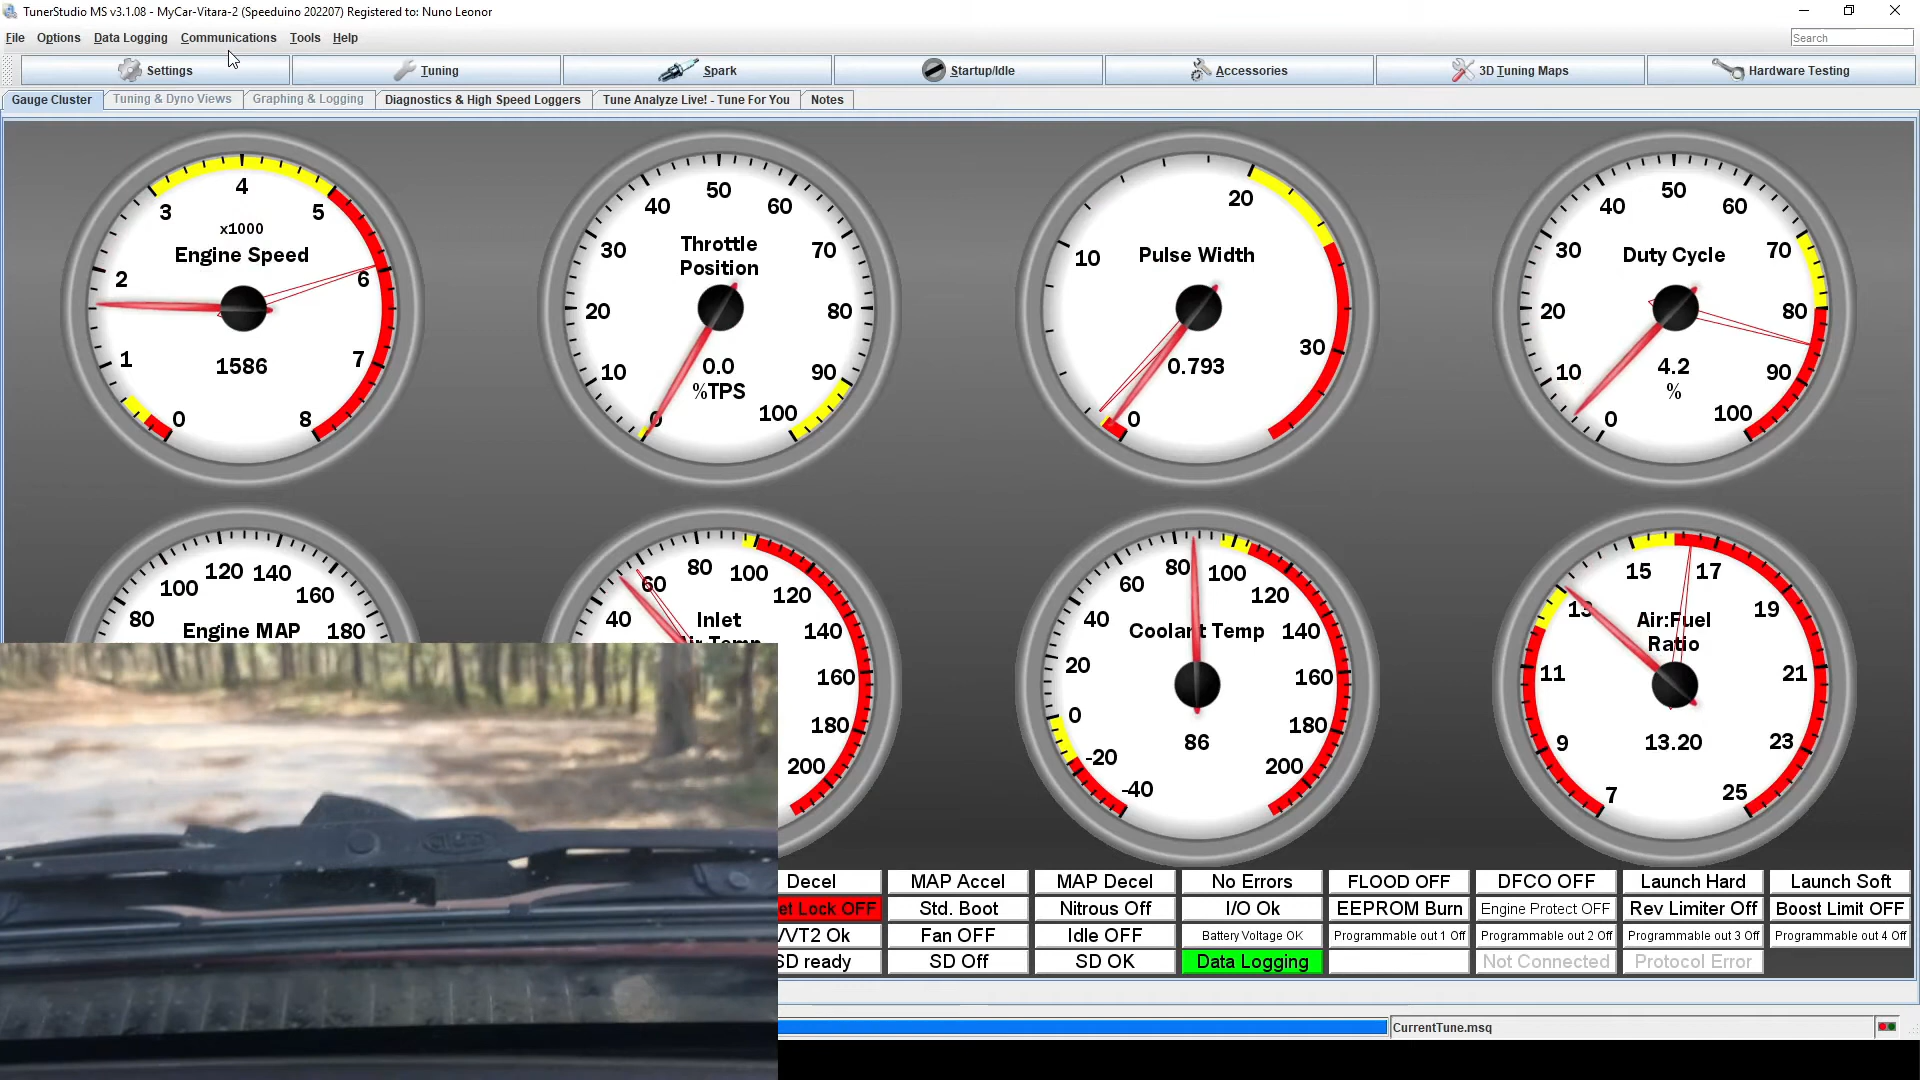 TunerStudio MS v3.1.08 - MyCar-Vitara-2 (Speeduino 202207) Registered to: Nuno Leonor
File Options Data Logging Communications Tools Help Search
Settings Tuning Spark Startup/Idle Accessories 3D Tuning Maps Hardware Testing
Gauge Cluster Tuning & Dyno Views Graphing & Logging Diagnostics & High Speed Loggers Tune Analyze Live! - Tune For You Notes
0 1 2 3 4 5 6 7 8
x1000
Engine Speed
1586
0 10 20 30 40 50 60 70 80 90 100
Throttle
Position
0.0
%TPS
0 10 20 30
Pulse Width
0.793
0 10 20 30 40 50 60 70 80 90 100
Duty Cycle
4.2
%
80 100 120 140 160 180
Engine MAP
40 60 80 100 120 140 160 180 200
Inlet
Air Temp
-40 -20 0 20 40 60 80 100 120 140 160 180 200
Coolant Temp
86
7 9 11 13 15 17 19 21 23 25
Air:Fuel
Ratio
13.20
Decel MAP Accel MAP Decel No Errors FLOOD OFF DFCO OFF Launch Hard Launch Soft
et Lock OFF Std. Boot Nitrous Off I/O Ok EEPROM Burn Engine Protect OFF Rev Limiter Off Boost Limit OFF
VVT2 Ok Fan OFF Idle OFF Battery Voltage OK Programmable out 1 Off Programmable out 2 Off Programmable out 3 Off Programmable out 4 Off
SD ready SD Off SD OK Data Logging Not Connected Protocol Error
CurrentTune.msq